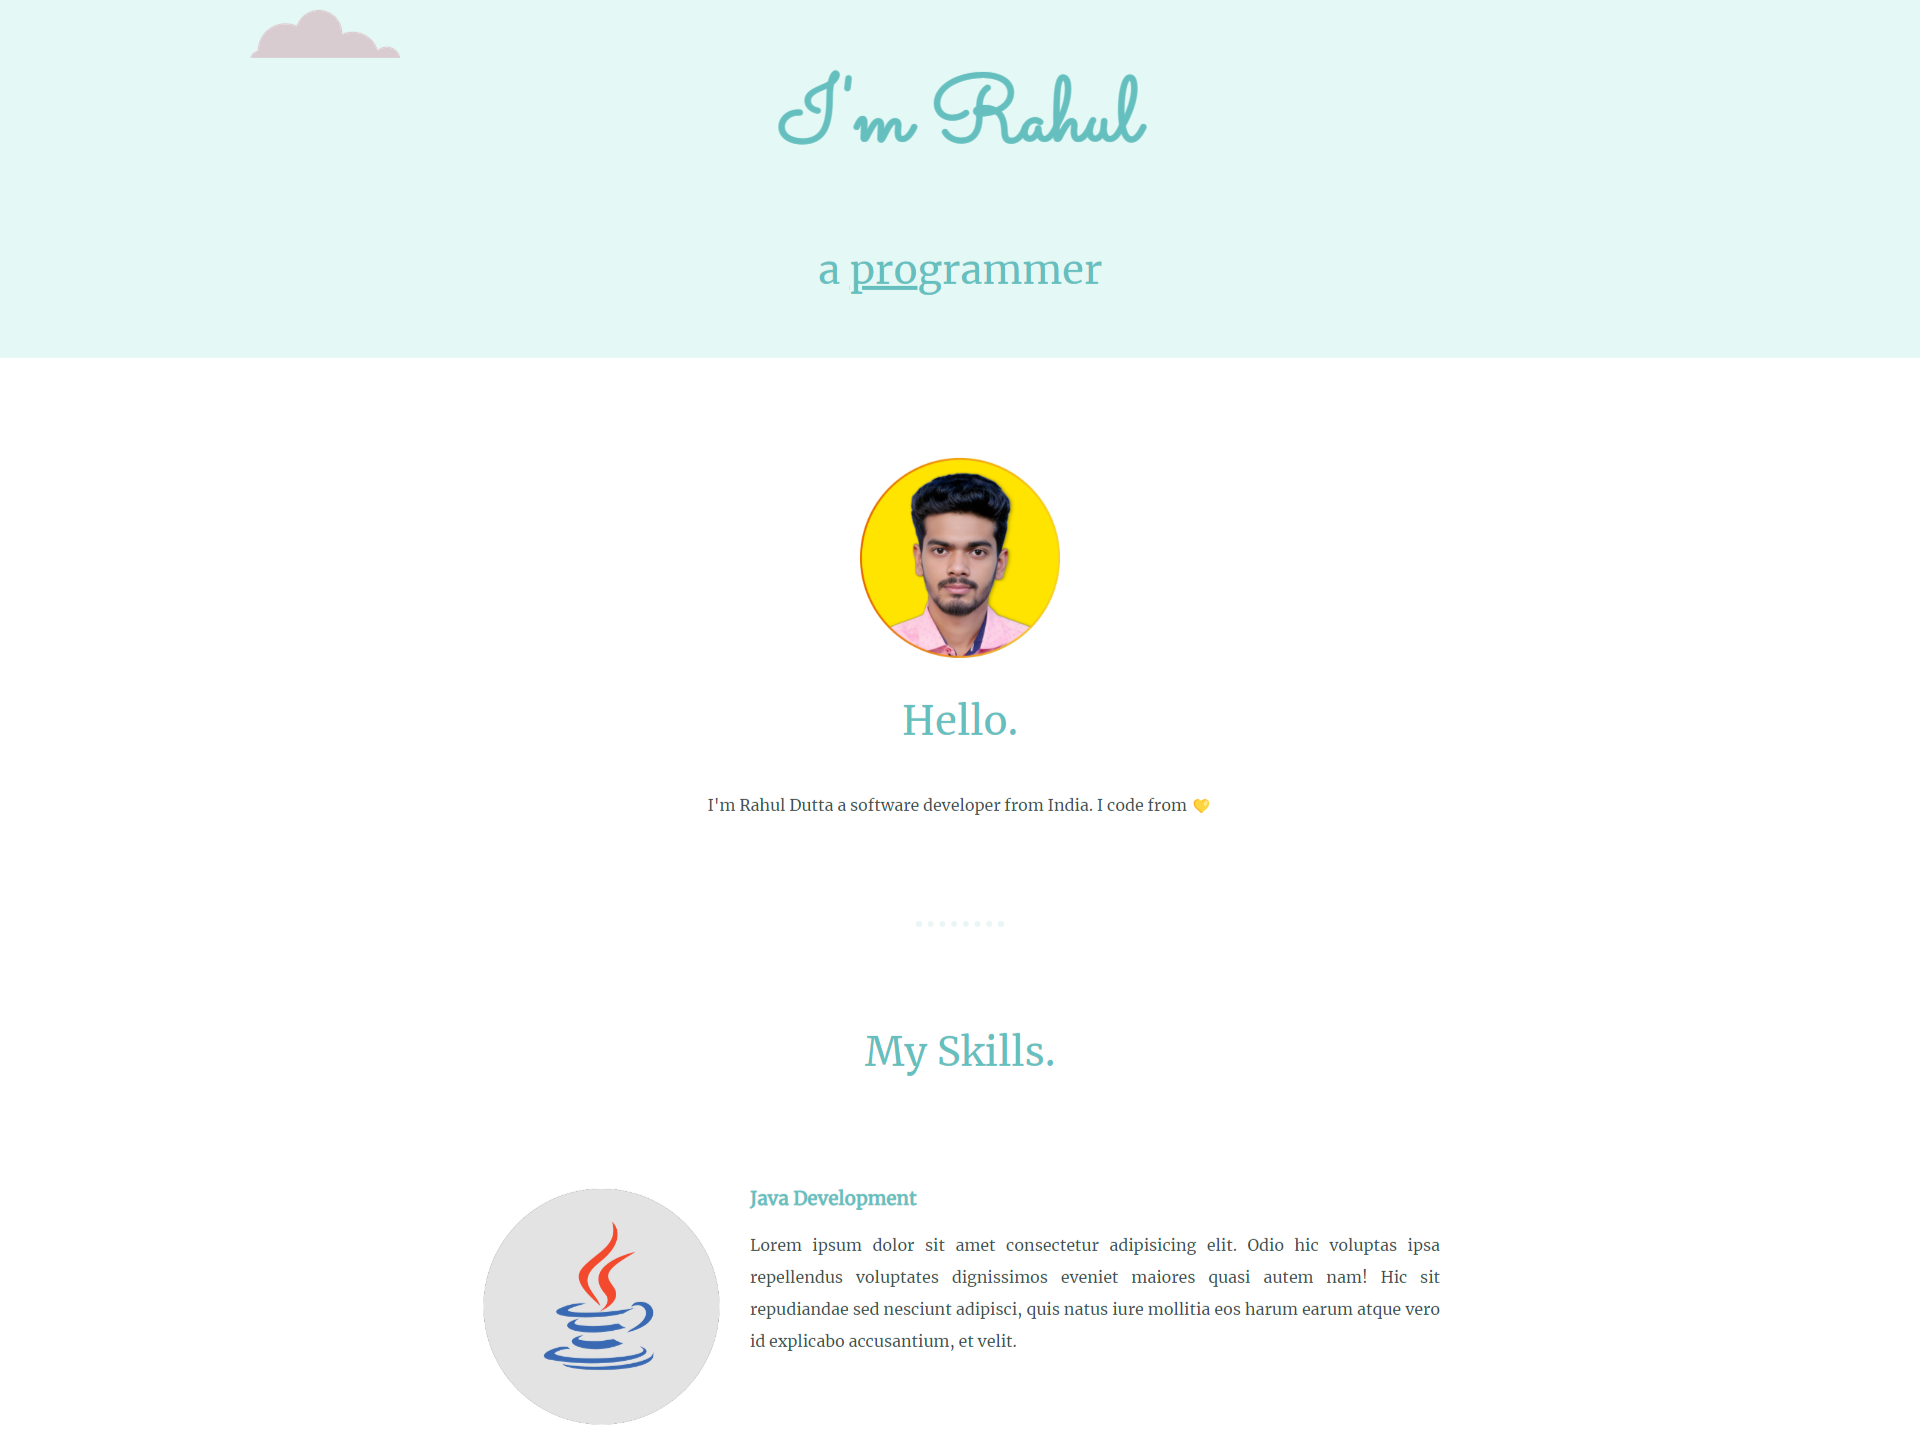 I'm Rahul
a programmer
Hello.
I'm Rahul Dutta a software developer from India. I code from 💛
My Skills.
Java Development
Lorem ipsum dolor sit amet consectetur adipisicing elit. Odio hic voluptas ipsa
repellendus voluptates dignissimos eveniet maiores quasi autem nam! Hic sit
repudiandae sed nesciunt adipisci, quis natus iure mollitia eos harum earum atque vero
id explicabo accusantium, et velit.